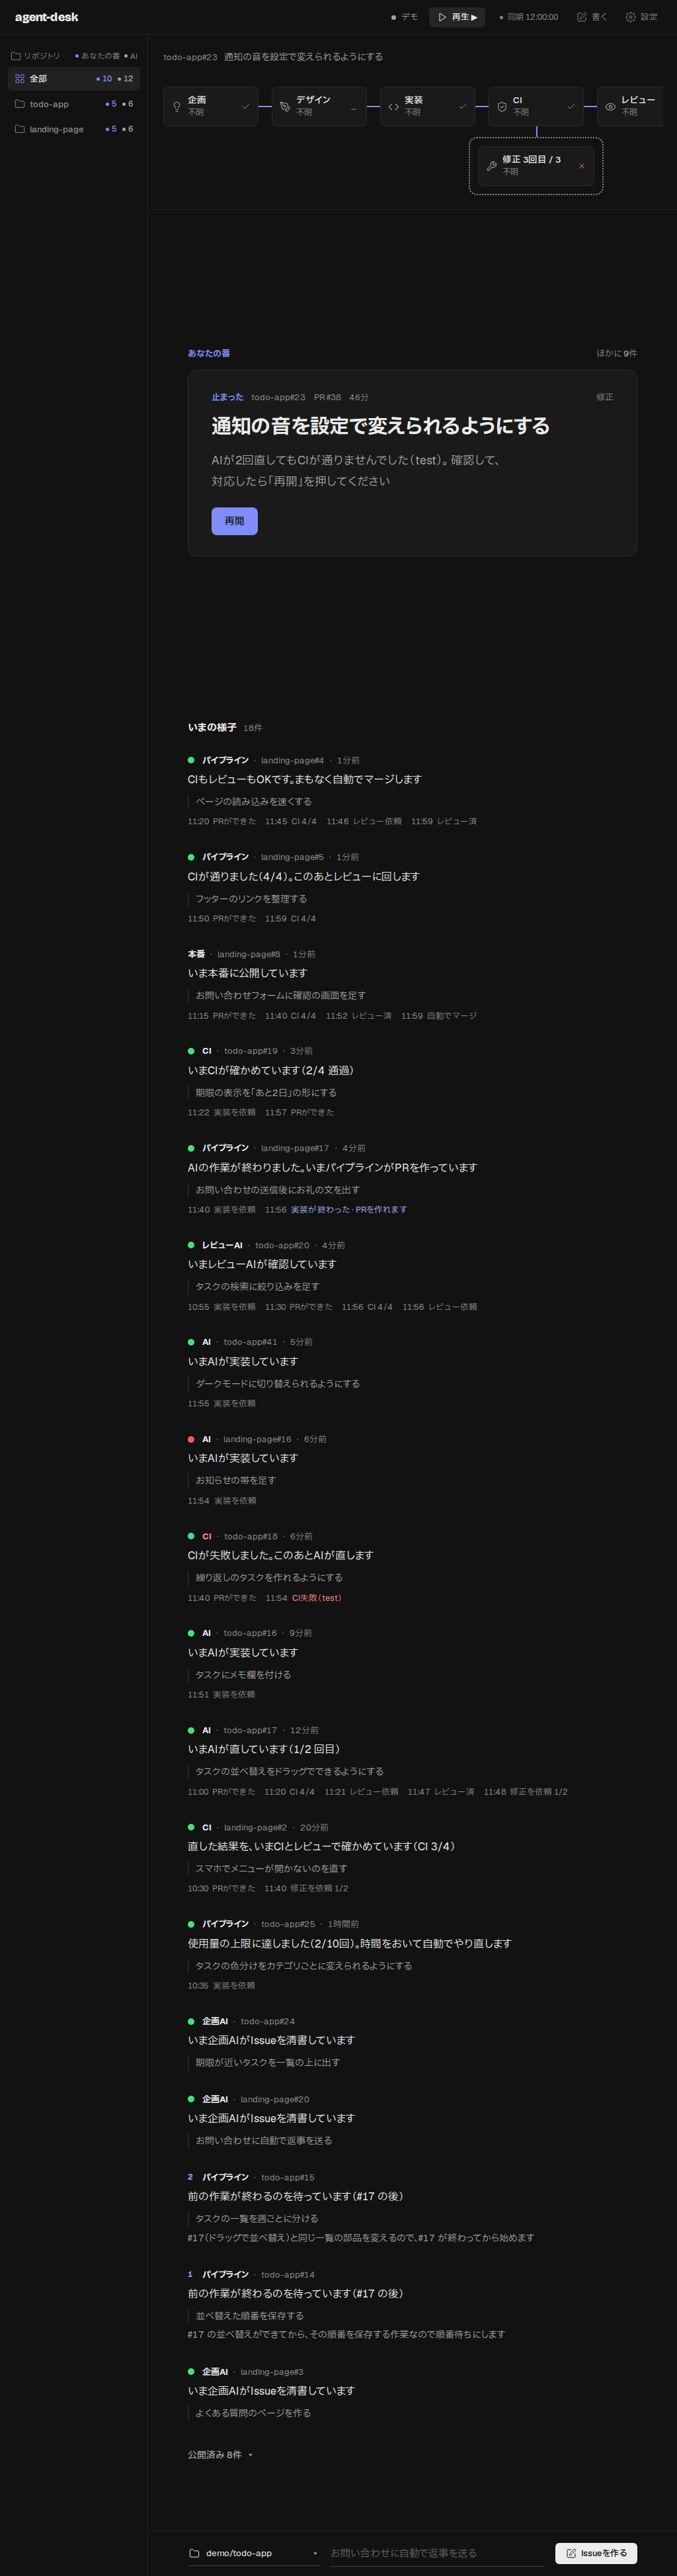 agent-desk
デモ
再生 ▶
同期 12:00:00
書く
設定
リポジトリ
あなたの番
AI
全部
10
12
todo-app
5
6
landing-page
5
6
todo-app#23 通知の音を設定で変えられるようにする
企画
不明
デザイン
不明
実装
不明
CI
不明
レビュー
不明
修正 3回目 / 3
不明
あなたの番
ほかに 9件
止まった todo-app#23 PR #38 46分
修正
通知の音を設定で変えられるようにする
AIが2回直してもCIが通りませんでした（test）。確認して、
対応したら「再開」を押してください
再開
いまの様子 18件
パイプライン · landing-page#4 · 1分前
CIもレビューもOKです。まもなく自動でマージします
ページの読み込みを速くする
11:20 PRができた 11:45 CI 4/4 11:46 レビュー依頼 11:59 レビュー済
パイプライン · landing-page#5 · 1分前
CIが通りました（4/4）。このあとレビューに回します
フッターのリンクを整理する
11:50 PRができた 11:59 CI 4/4
本番 · landing-page#8 · 1分前
いま本番に公開しています
お問い合わせフォームに確認の画面を足す
11:15 PRができた 11:40 CI 4/4 11:52 レビュー済 11:59 自動でマージ
CI · todo-app#19 · 3分前
いまCIが確かめています（2/4 通過）
期限の表示を「あと2日」の形にする
11:22 実装を依頼 11:57 PRができた
パイプライン · landing-page#17 · 4分前
AIの作業が終わりました。いまパイプラインがPRを作っています
お問い合わせの送信後にお礼の文を出す
11:40 実装を依頼 11:56 実装が終わった・PRを作れます
レビューAI · todo-app#20 · 4分前
いまレビューAIが確認しています
タスクの検索に絞り込みを足す
10:55 実装を依頼 11:30 PRができた 11:56 CI 4/4 11:56 レビュー依頼
AI · todo-app#41 · 5分前
いまAIが実装しています
ダークモードに切り替えられるようにする
11:55 実装を依頼
AI · landing-page#16 · 6分前
いまAIが実装しています
お知らせの帯を足す
11:54 実装を依頼
CI · todo-app#18 · 6分前
CIが失敗しました。このあとAIが直します
繰り返しのタスクを作れるようにする
11:40 PRができた 11:54 CI失敗（test）
AI · todo-app#16 · 9分前
いまAIが実装しています
タスクにメモ欄を付ける
11:51 実装を依頼
AI · todo-app#17 · 12分前
いまAIが直しています（1/2 回目）
タスクの並べ替えをドラッグでできるようにする
11:00 PRができた 11:20 CI 4/4 11:21 レビュー依頼 11:47 レビュー済 11:48 修正を依頼 1/2
CI · landing-page#2 · 20分前
直した結果を、いまCIとレビューで確かめています（CI 3/4）
スマホでメニューが開かないのを直す
10:30 PRができた 11:40 修正を依頼 1/2
パイプライン · todo-app#25 · 1時間前
使用量の上限に達しました（2/10回）。時間をおいて自動でやり直します
タスクの色分けをカテゴリごとに変えられるようにする
10:35 実装を依頼
企画AI · todo-app#24
いま企画AIがIssueを清書しています
期限が近いタスクを一覧の上に出す
企画AI · landing-page#20
いま企画AIがIssueを清書しています
お問い合わせに自動で返事を送る
2 パイプライン · todo-app#15
前の作業が終わるのを待っています（#17 の後）
タスクの一覧を週ごとに分ける
#17（ドラッグで並べ替え）と同じ一覧の部品を変えるので、#17 が終わってから始めます
1 パイプライン · todo-app#14
前の作業が終わるのを待っています（#17 の後）
並べ替えた順番を保存する
#17 の並べ替えができてから、その順番を保存する作業なので順番待ちにします
企画AI · landing-page#3
いま企画AIがIssueを清書しています
よくある質問のページを作る
公開済み 8件
demo/todo-app
お問い合わせに自動で返事を送る
Issueを作る